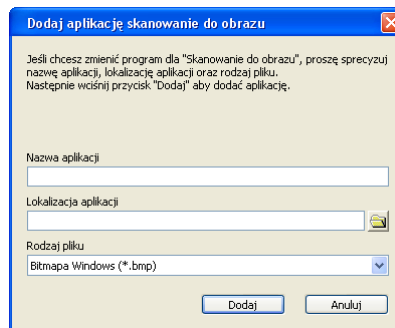 Dodaj aplikację skanowanie do obrazu
Jeśli chcesz zmienić program dla "Skanowanie do obrazu", proszę sprecyzuj
nazwę aplikacji, lokalizację aplikacji oraz rodzaj pliku.
Następnie wciśnij przycisk "Dodaj" aby dodać aplikację.
Nazwa aplikacji
Lokalizacja aplikacji
Rodzaj pliku
Bitmapa Windows (*.bmp)
Dodaj Anuluj